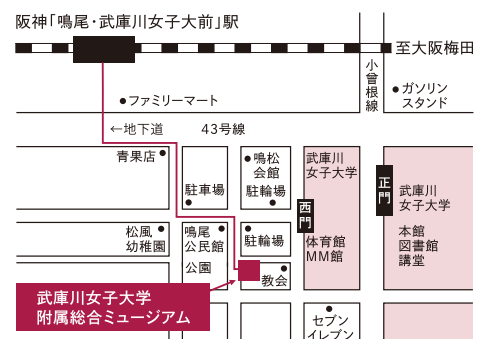 阪神「鳴尾・武庫川女子大前」駅
至大阪梅田
小曽根線
ガソリン
スタンド
ファミリーマート
←地下道
43号線
青果店
鳴松
会館
駐輪場
駐車場
武庫川
女子大学
正門
武庫川
女子大学
西門
松風
幼稚園
鳴尾
公民館
公園
駐輪場
体育館
MM館
本館
図書館
講堂
教会
武庫川女子大学
附属総合ミュージアム
セブン
イレブン